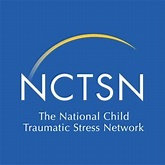 NCTSN
The National Child
Traumatic Stress Network